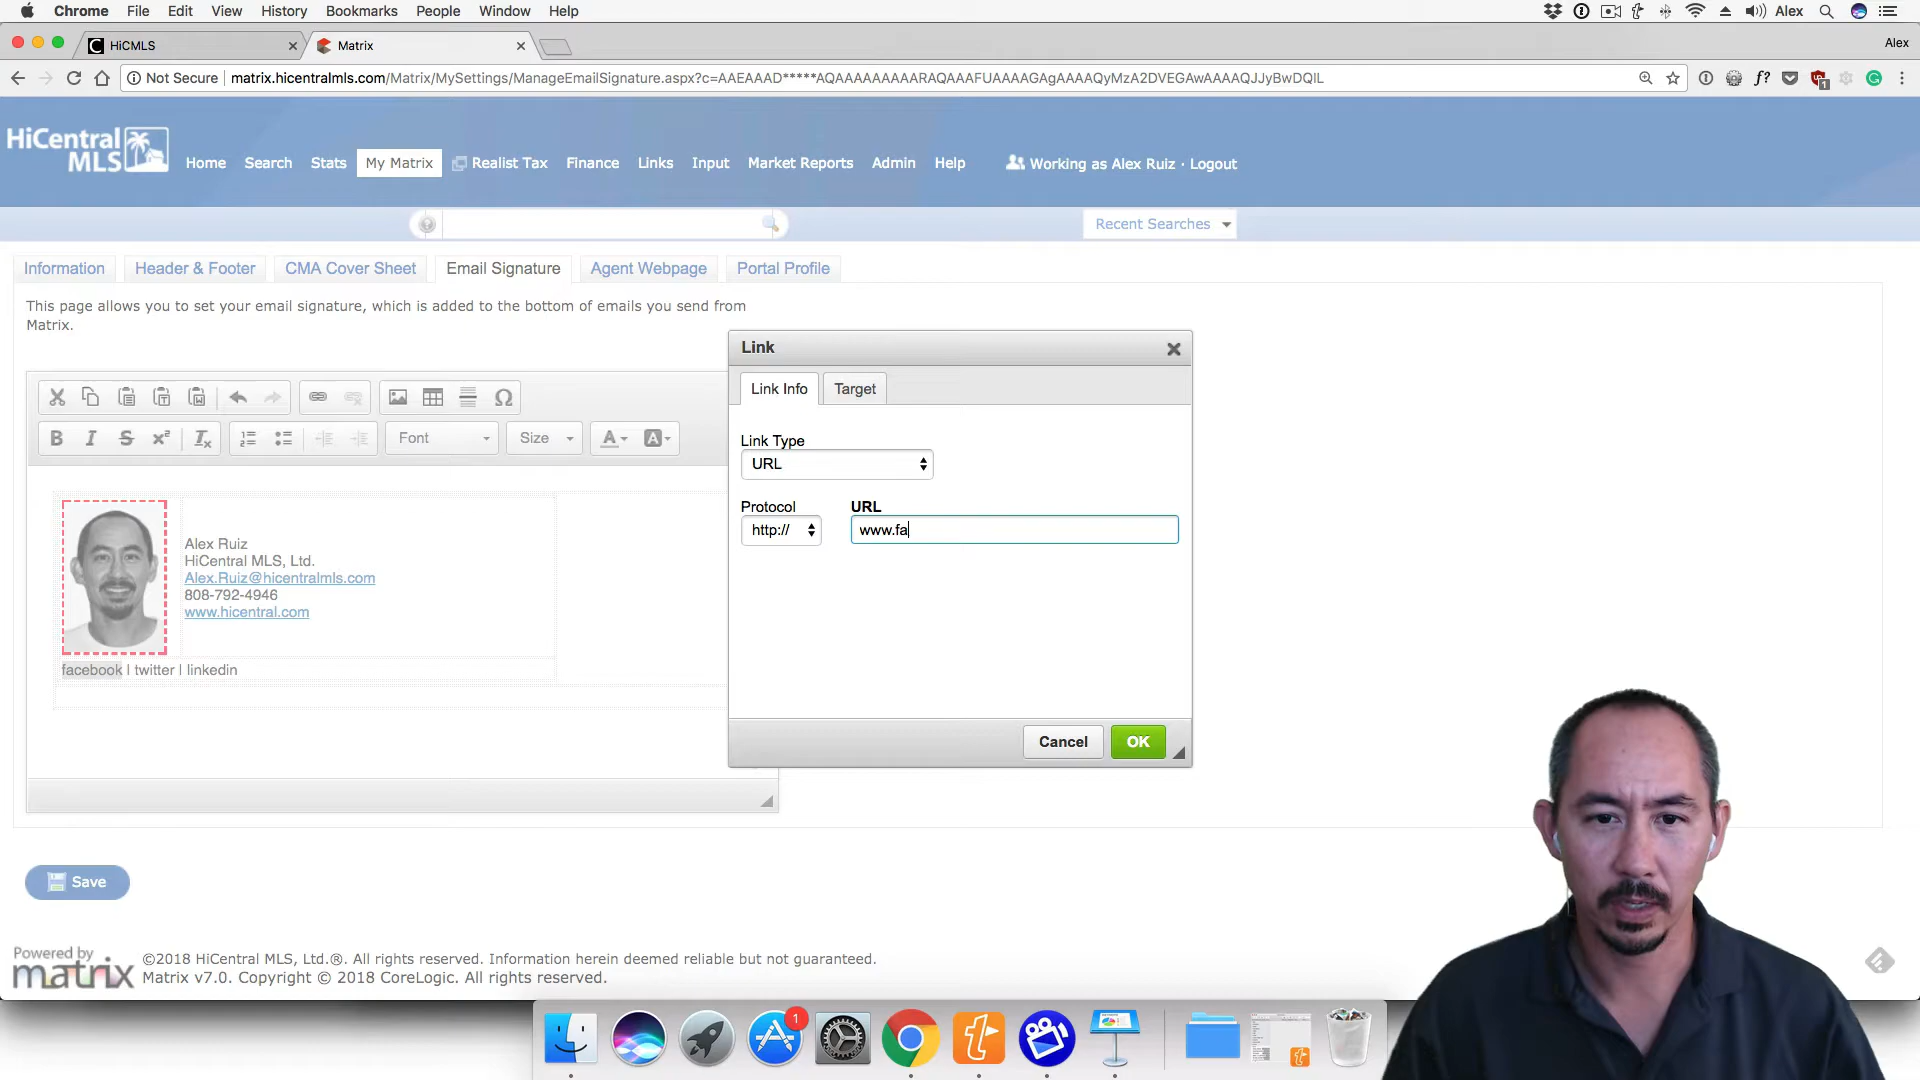 Chrome File Edit View History Bookmarks People Window Help Alex
HiCMLS Matrix Alex
Not Secure matrix.hicentralmls.com/Matrix/MySettings/ManageEmailSignature.aspx?c=AAEAAAD*****AQAAAAAAAAARAQAAAFUAAAAGAgAAAAQyMzA2DVEGAwAAAAQJJyBwDQIL f? 1
HiCentral
MLS
Home Search Stats My Matrix Realist Tax Finance Links Input Market Reports Admin Help Working as Alex Ruiz · Logout
Recent Searches
Information Header & Footer CMA Cover Sheet Email Signature Agent Webpage Portal Profile
This page allows you to set your email signature, which is added to the bottom of emails you send from
Matrix.
Link
Link Info Target
Font Size
Link Type
URL
Protocol URL
http:// www.fa
Alex Ruiz
HiCentral MLS, Ltd.
Alex.Ruiz@hicentralmls.com
808-792-4946
www.hicentral.com
facebook | twitter | linkedin
Cancel OK
Save
Powered by
matrix
©2018 HiCentral MLS, Ltd.®. All rights reserved. Information herein deemed reliable but not guaranteed.
Matrix v7.0. Copyright © 2018 CoreLogic. All rights reserved.
1